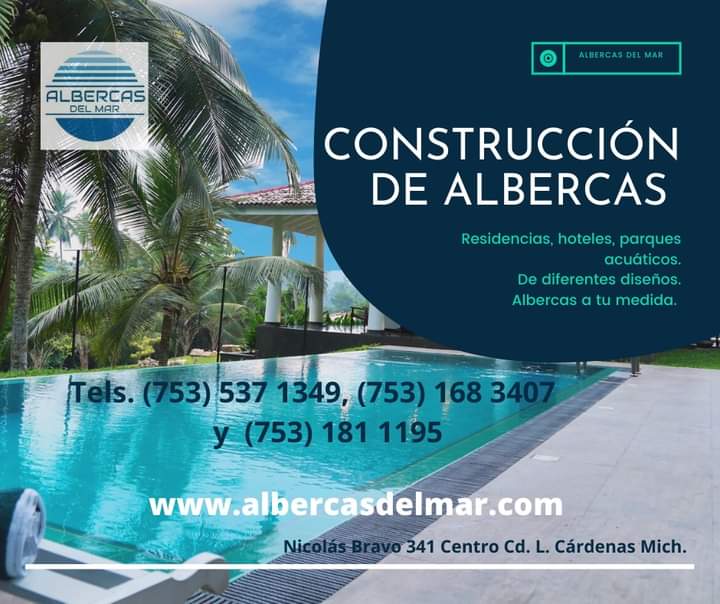 ALBERCAS
DEL MAR
ALBERCAS DEL MAR
CONSTRUCCIÓN
DE ALBERCAS
Residencias, hoteles, parques
acuáticos.
De diferentes diseños.
Albercas a tu medida.
Tels. (753) 537 1349, (753) 168 3407
y (753) 181 1195
www.albercasdelmar.com
Nicolás Bravo 341 Centro Cd. L. Cárdenas Mich.